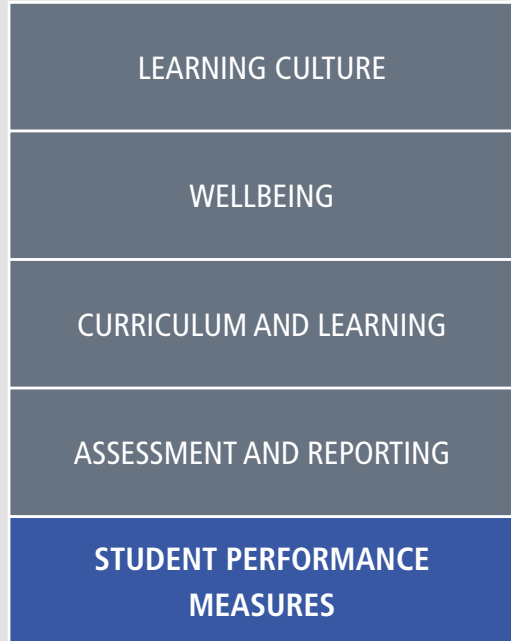 LEARNING CULTURE
WELLBEING
CURRICULUM AND LEARNING
ASSESSMENT AND REPORTING
STUDENT PERFORMANCE
MEASURES